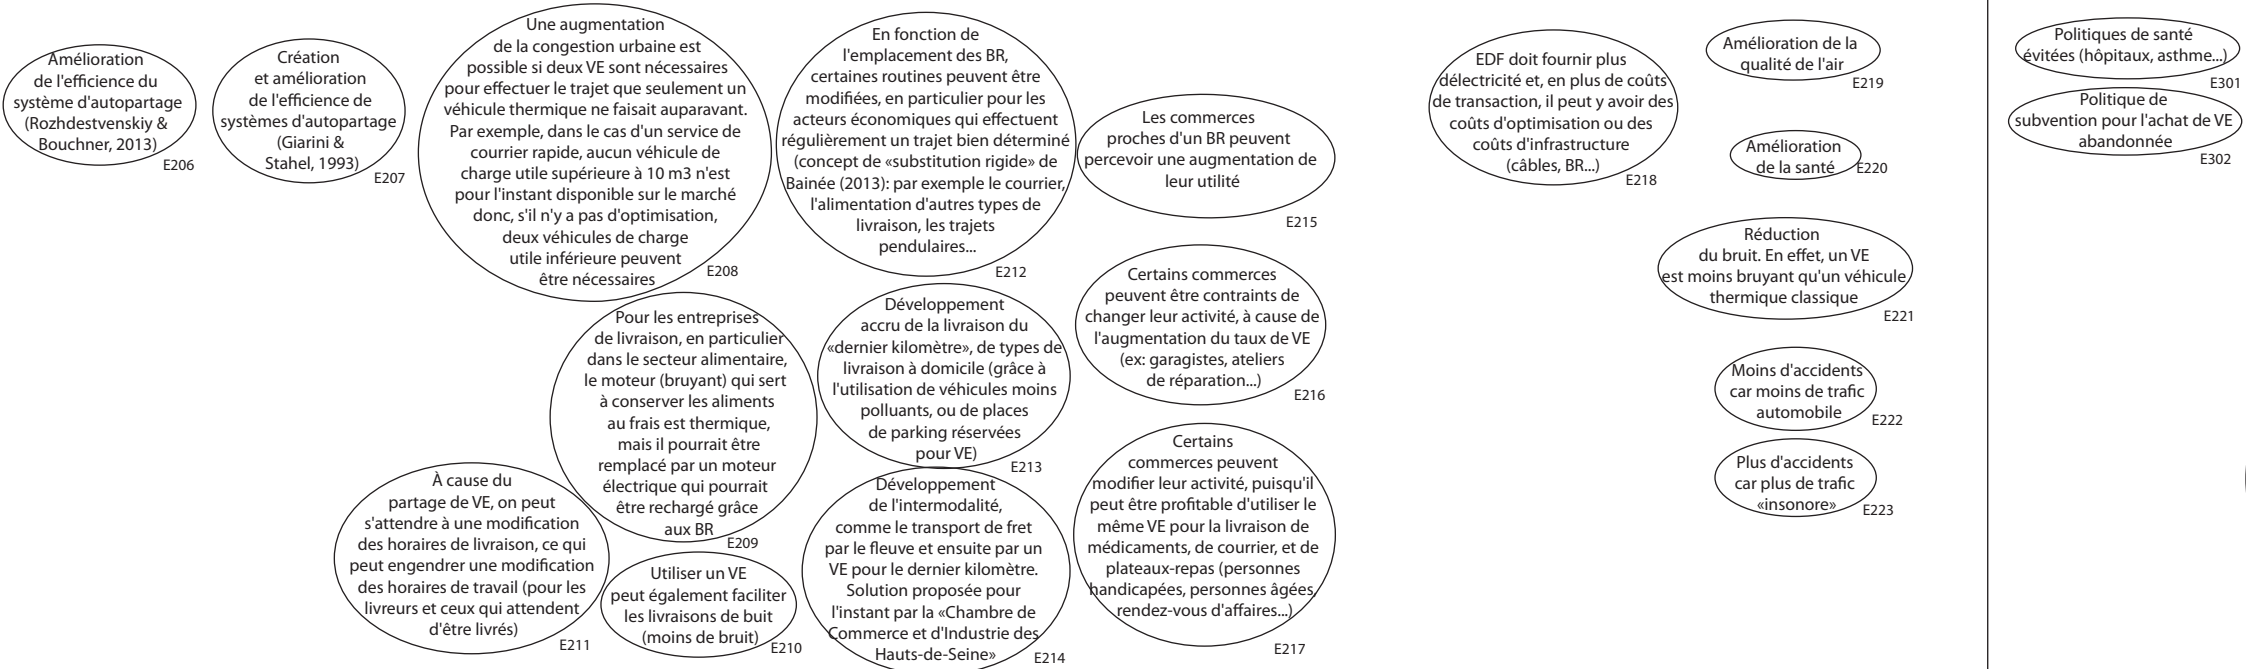 Amélioration
de l'efficience du
système d'autopartage
(Rozhdestvenskiy &
Bouchner, 2013)
E206
Création
et amélioration
de l'efficience de
systèmes d'autopartage
(Giarini &
Stahel, 1993)
E207
Une augmentation
de la congestion urbaine est
possible si deux VE sont nécessaires
pour effectuer le trajet que seulement un
véhicule thermique ne faisait auparavant.
Par exemple, dans le cas d'un service de
courrier rapide, aucun véhicule de
charge utile supérieure à 10 m3 n'est
pour l'instant disponible sur le marché
donc, s'il n'y a pas d'optimisation,
deux véhicules de charge
utile inférieure peuvent
être nécessaires
E208
Pour les entreprises
de livraison, en particulier
dans le secteur alimentaire,
le moteur (bruyant) qui sert
à conserver les aliments
au frais est thermique,
mais il pourrait être
remplacé par un moteur
électrique qui pourrait
être rechargé grâce
aux BR
E209
Utiliser un VE
peut également faciliter
les livraisons de buit
(moins de bruit)
E210
À cause du
partage de VE, on peut
s'attendre à une modification
des horaires de livraison, ce qui
peut engendrer une modification
des horaires de travail (pour les
livreurs et ceux qui attendent
d'être livrés)
E211
En fonction de
l'emplacement des BR,
certaines routines peuvent être
modifiées, en particulier pour les
acteurs économiques qui effectuent
régulièrement un trajet bien déterminé
(concept de «substitution rigide» de
Bainée (2013): par exemple le courrier,
l'alimentation d'autres types de
livraison, les trajets
pendulaires...
E212
Développement
accru de la livraison du
«dernier kilomètre», de types de
livraison à domicile (grâce à
l'utilisation de véhicules moins
polluants, ou de places
de parking réservées
pour VE)
E213
Développement
de l'intermodalité,
comme le transport de fret
par le fleuve et ensuite par un
VE pour le dernier kilomètre.
Solution proposée pour
l'instant par la «Chambre de
Commerce et d'Industrie des
Hauts-de-Seine»
E214
Les commerces
proches d'un BR peuvent
percevoir une augmentation de
leur utilité
E215
Certains commerces
peuvent être contraints de
changer leur activité, à cause de
l'augmentation du taux de VE
(ex: garagistes, ateliers
de réparation...)
E216
Certains
commerces peuvent
modifier leur activité, puisqu'il
peut être profitable d'utiliser le
même VE pour la livraison de
médicaments, de courrier, et de
plateaux-repas (personnes
handicapées, personnes âgées,
rendez-vous d'affaires...)
E217
EDF doit fournir plus
délectricité et, en plus de coûts
de transaction, il peut y avoir des
coûts d'optimisation ou des
coûts d'infrastructure
(câbles, BR...)
E218
Amélioration de la
qualité de l'air
E219
Amélioration
de la santé
E220
Réduction
du bruit. En effet, un VE
est moins bruyant qu'un véhicule
thermique classique
E221
Moins d'accidents
car moins de trafic
automobile
E222
Plus d'accidents
car plus de trafic
«insonore»
E223
Politiques de santé
évitées (hôpitaux, asthme...)
E301
Politique de
subvention pour l'achat de VE
abandonnée
E302